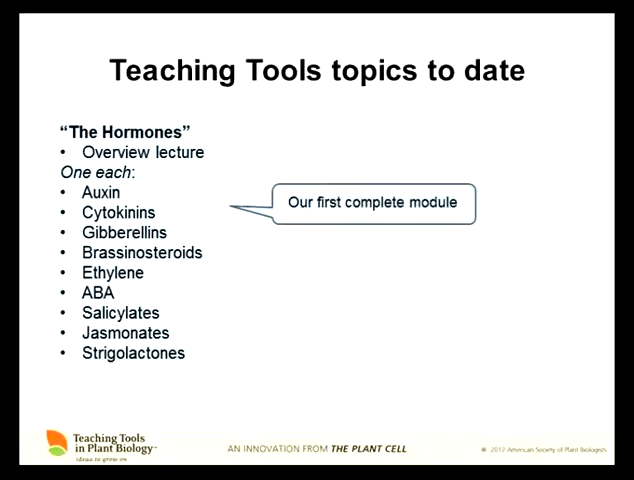 Teaching Tools topics to date
“The Hormones”
• Overview lecture
One each:
• Auxin
• Cytokinins
• Gibberellins
• Brassinosteroids
• Ethylene
• ABA
• Salicylates
• Jasmonates
• Strigolactones
Our first complete module
Teaching Tools
in Plant Biology™
ideas to grow on
AN INNOVATION FROM THE PLANT CELL
© 2012 American Society of Plant Biologists